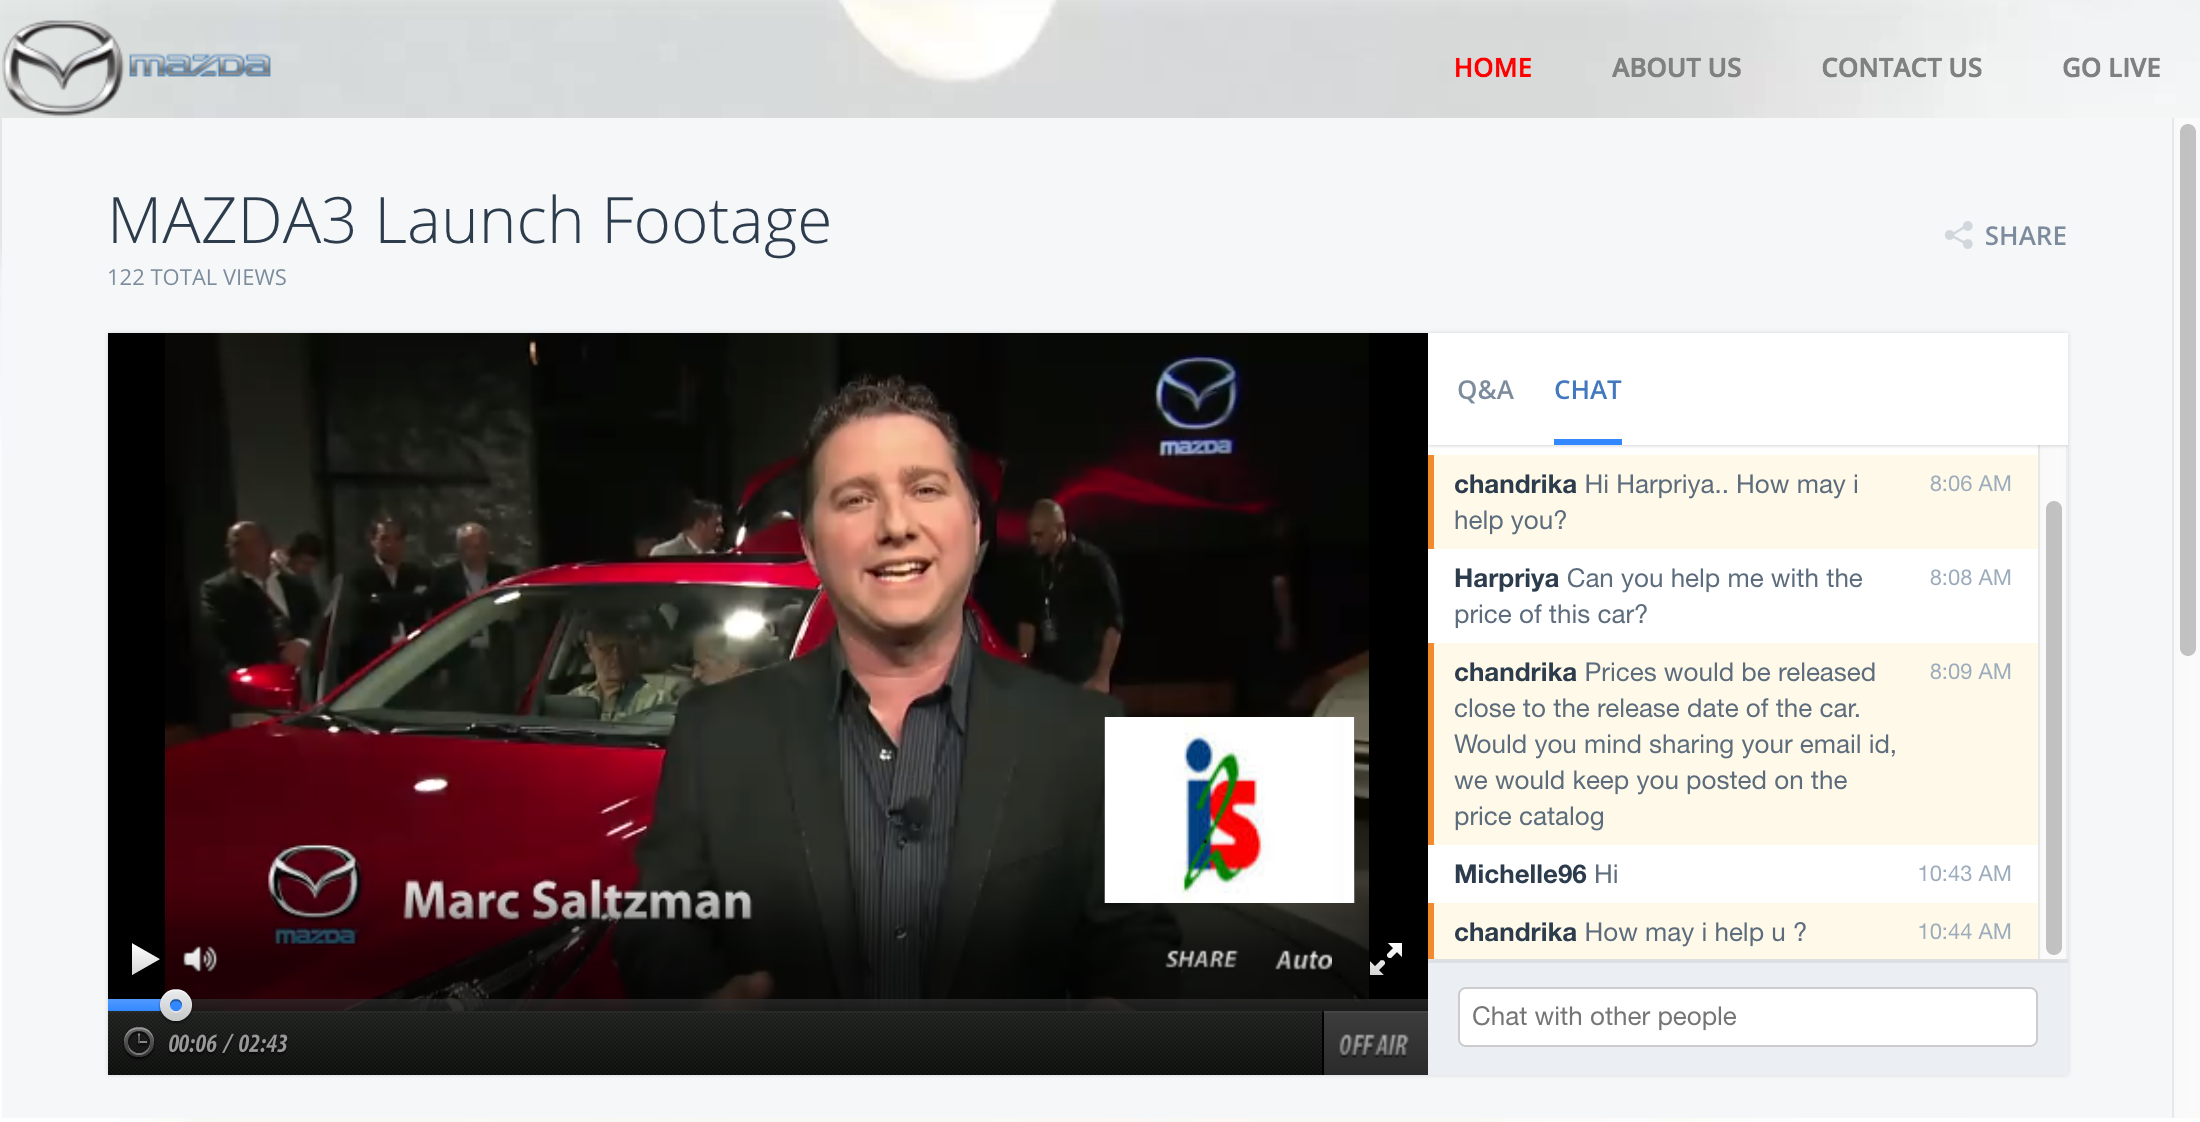 mazda
HOME
ABOUT US
CONTACT US
GO LIVE
MAZDA3 Launch Footage
122 TOTAL VIEWS
SHARE
mazda
Q&A
CHAT
chandrika Hi Harpriya.. How may i 8:06 AM
help you?
Harpriya Can you help me with the 8:08 AM
price of this car?
chandrika Prices would be released 8:09 AM
close to the release date of the car.
Would you mind sharing your email id,
we would keep you posted on the
price catalog
Michelle96 Hi 10:43 AM
chandrika How may i help u ? 10:44 AM
Chat with other people
i2s
mazda
Marc Saltzman
SHARE
Auto
00:06 / 02:43
OFF AIR